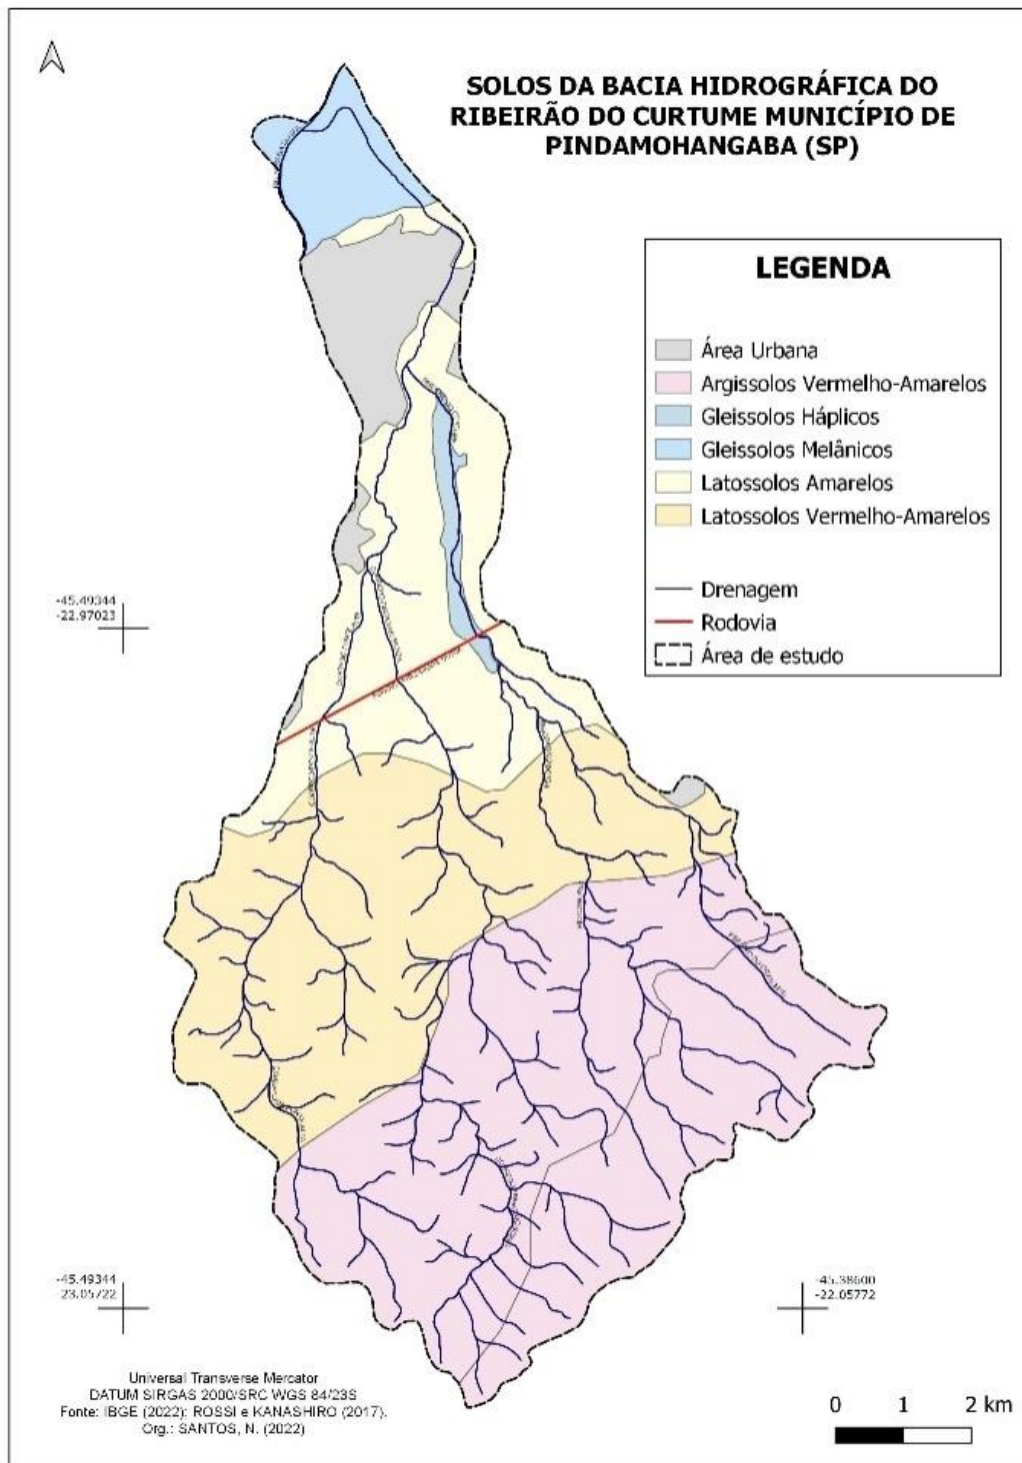 SOLOS DA BACIA HIDROGRÁFICA DO
RIBEIRÃO DO CURTUME MUNICÍPIO DE
PINDAMOHANGABA (SP)
LEGENDA
Área Urbana
Argissolos Vermelho-Amarelos
Gleissolos Háplicos
Gleissolos Melânicos
Latossolos Amarelos
Latossolos Vermelho-Amarelos
Drenagem
Rodovia
Área de estudo
-45.49344
-22.97023
-45.49344
23.05722
-45.38600
-22.05772
Universal Transverse Mercator
DATUM SIRGAS 2000/SRC WGS 84/23S
Fonte: IBGE (2022); ROSSI e KANASHIRO (2017).
Org.: SANTOS, N. (2022)
0 1 2 km